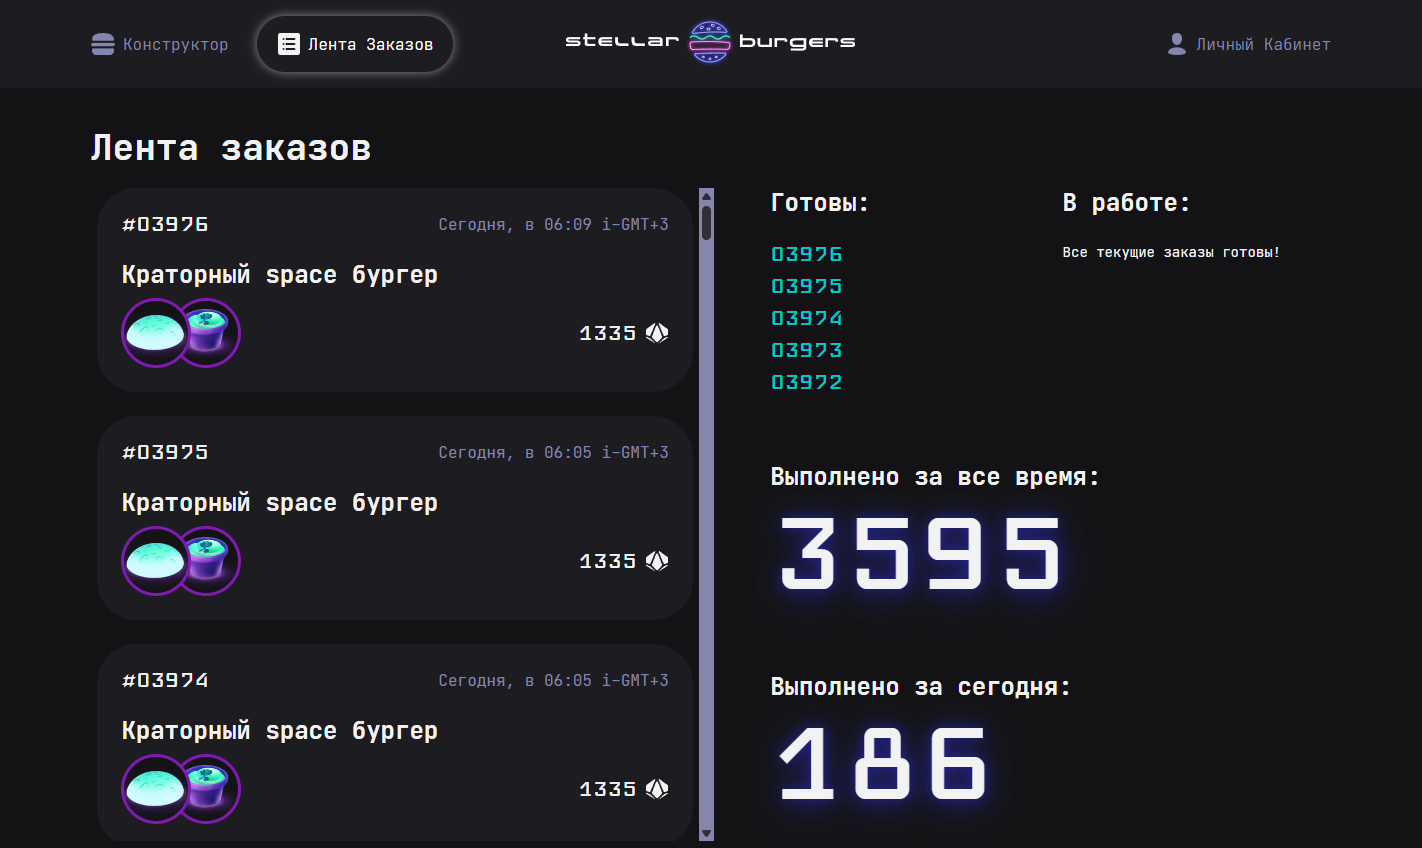 Конструктор
Лента Заказов
stellar burgers
Личный Кабинет
Лента заказов
#03976
Сегодня, в 06:09 i-GMT+3
Краторный space бургер
1335
#03975
Сегодня, в 06:05 i-GMT+3
Краторный space бургер
1335
#03974
Сегодня, в 06:05 i-GMT+3
Краторный space бургер
1335
Готовы:
03976
03975
03974
03973
03972
В работе:
Все текущие заказы готовы!
Выполнено за все время:
3595
Выполнено за сегодня:
186